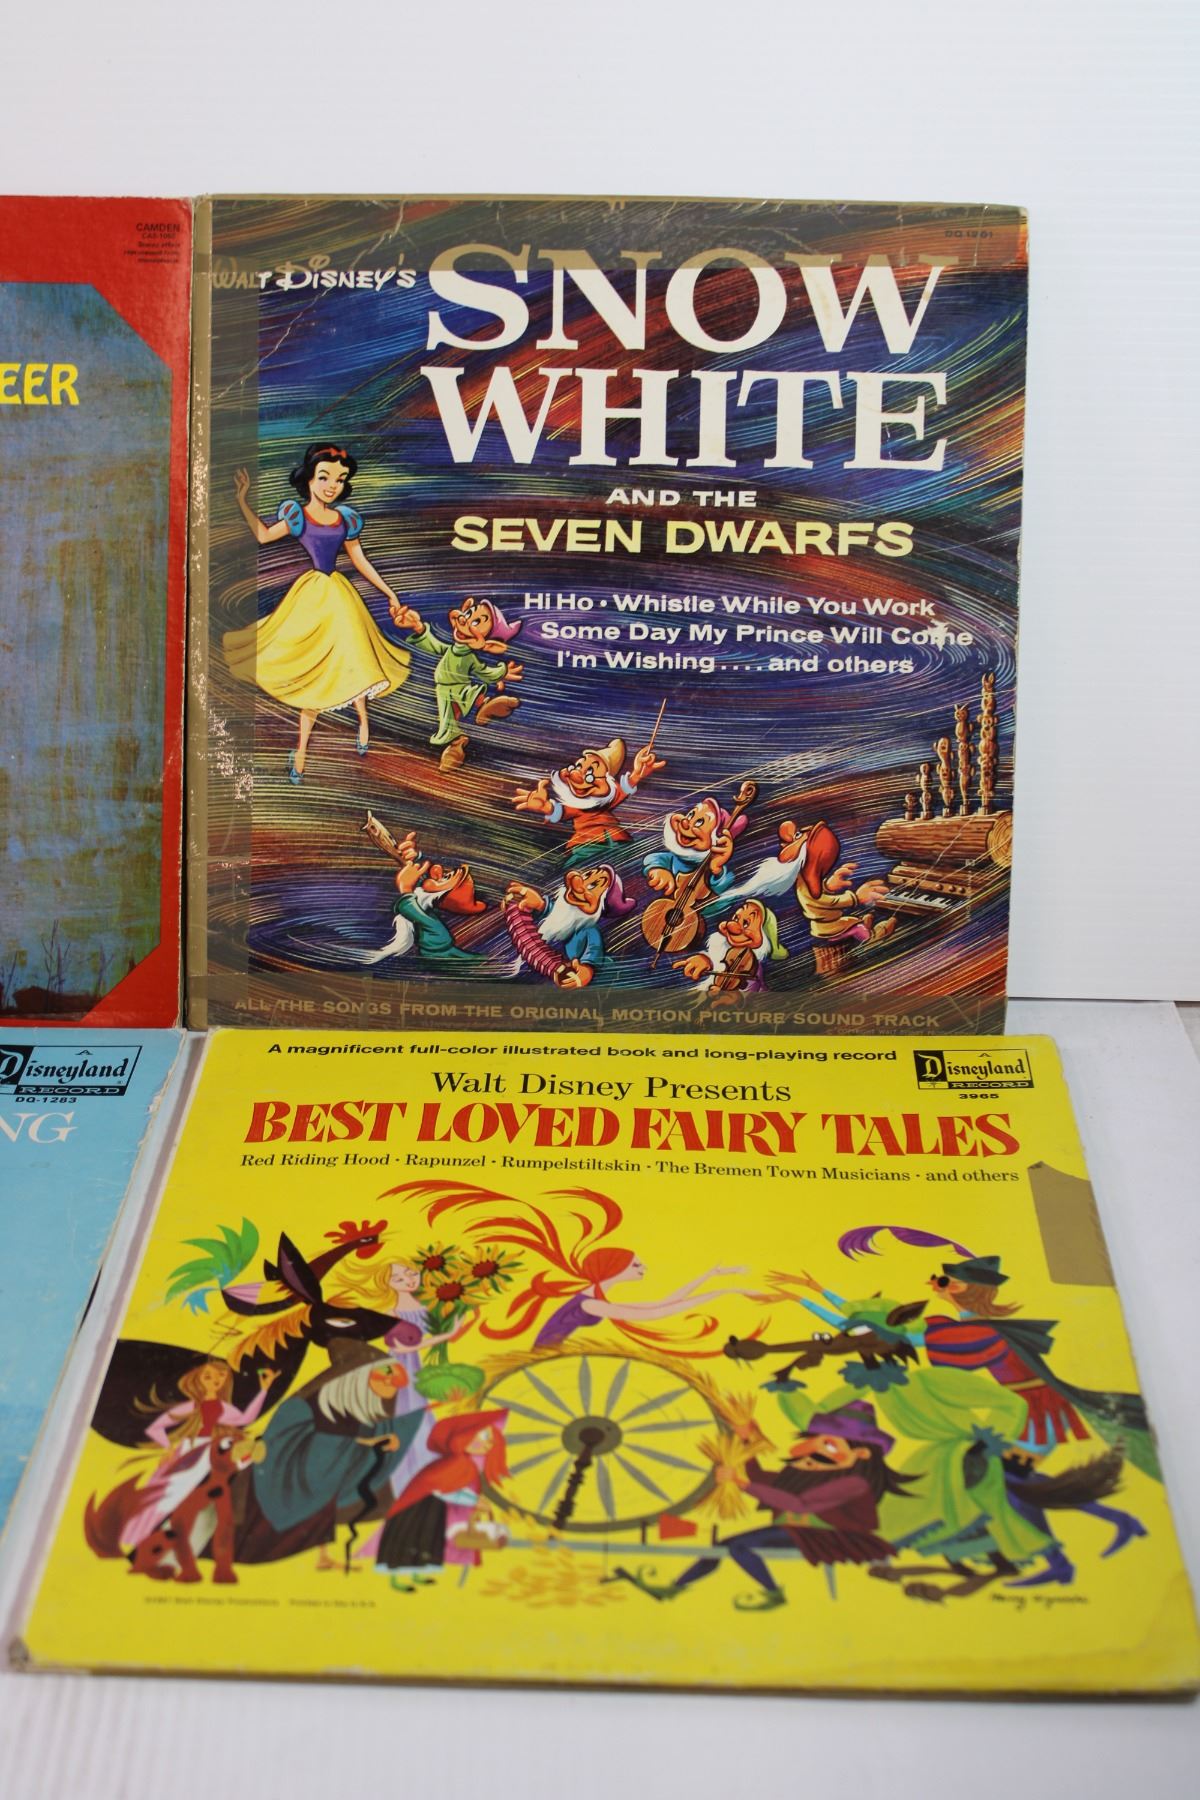 CAMDEN
EER
DQ 1201
WALT DISNEY'S
SNOW
WHITE
AND THE
SEVEN DWARFS
Hi Ho • Whistle While You Work
Some Day My Prince Will Come
I'm Wishing .... and others
ALL THE SONGS FROM THE ORIGINAL MOTION PICTURE SOUND TRACK
A
Disneyland
RECORD
DQ-1283
NG
A magnificent full-color illustrated book and long-playing record
A
Disneyland
RECORD
3965
Walt Disney Presents
BEST LOVED FAIRY TALES
Red Riding Hood · Rapunzel · Rumpelstiltskin · The Bremen Town Musicians · and others